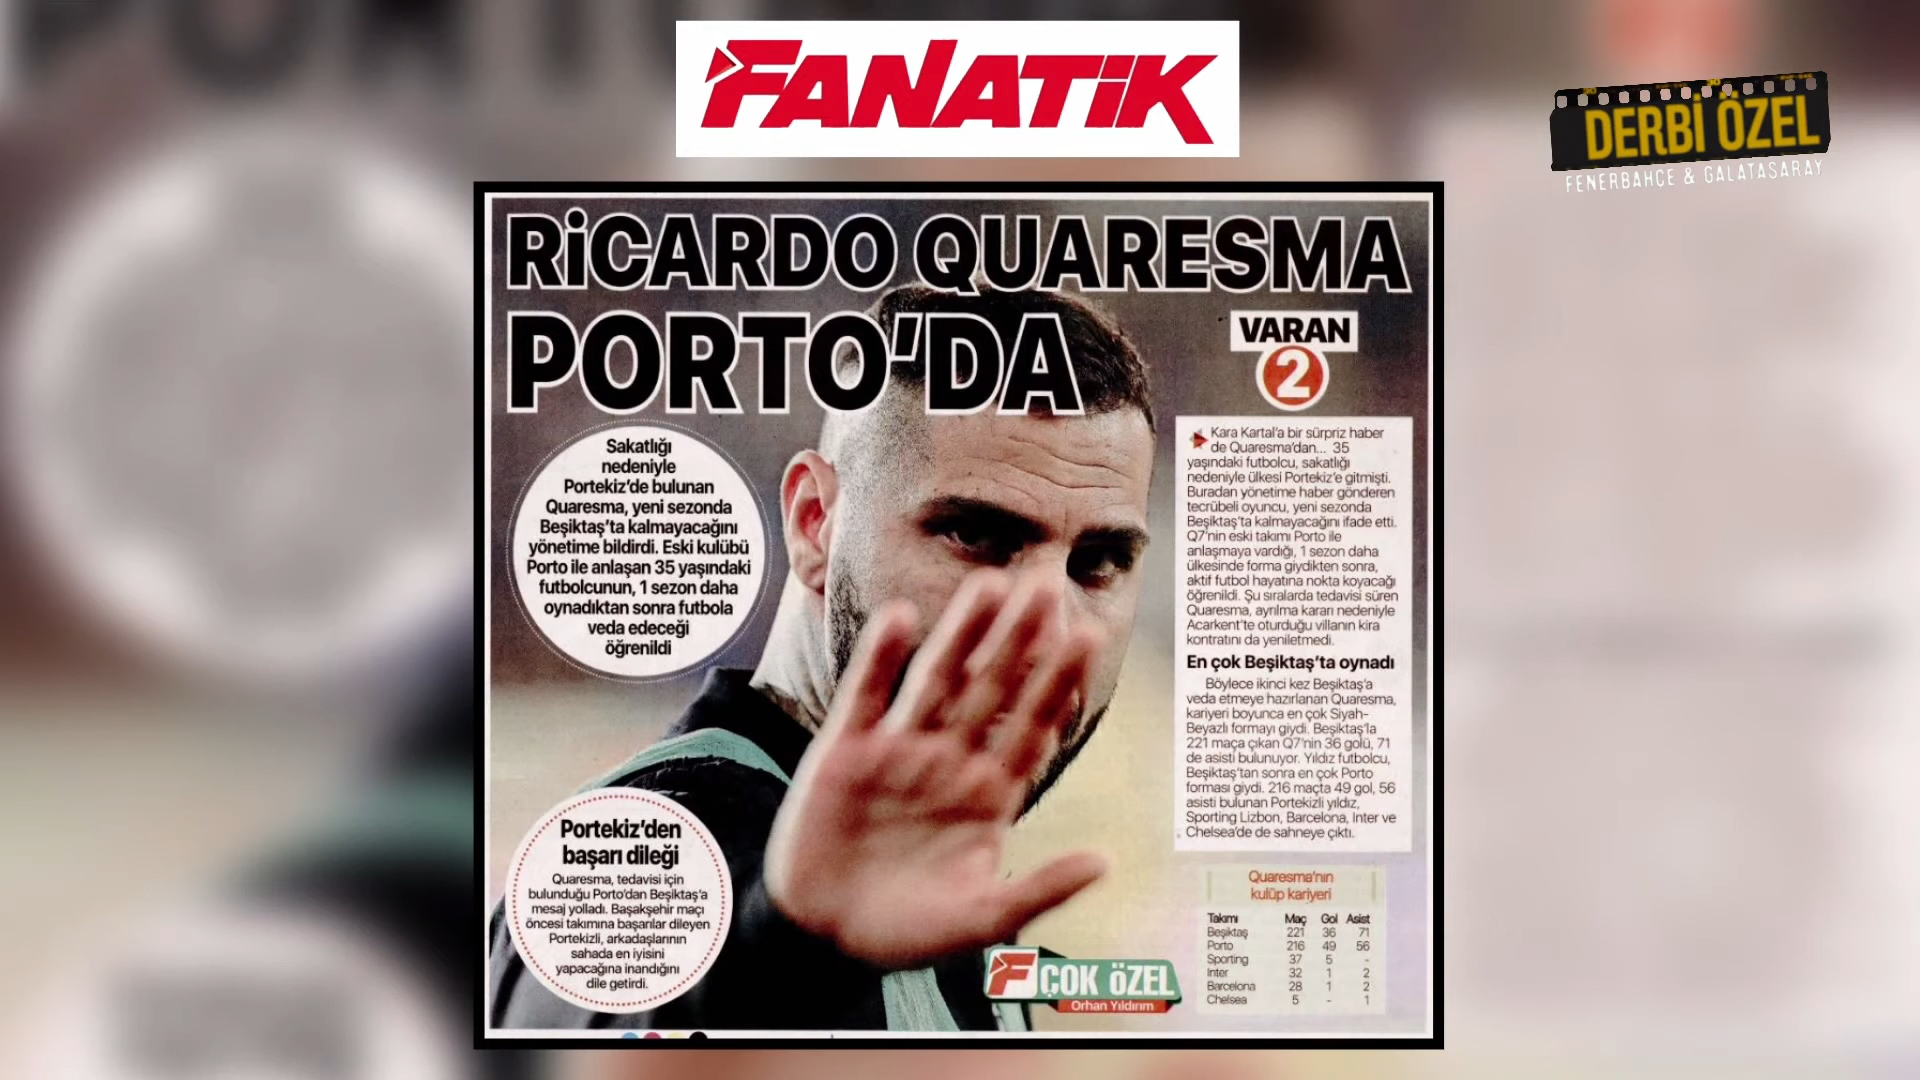 FANATiK
DERBİ ÖZEL
FENERBAHÇE & GALATASARAY
RiCARDO QUARESMA
PORTO'DA
VARAN
2
Sakatlığı
nedeniyle
Portekiz'de bulunan
Quaresma, yeni sezonda
Beşiktaş'ta kalmayacağını
yönetime bildirdi. Eski kulübü
Porto ile anlaşan 35 yaşındaki
futbolcunun, 1 sezon daha
oynadıktan sonra futbola
veda edeceği
öğrenildi
Kara Kartal'a bir sürpriz haber
de Quaresma'dan... 35
yaşındaki futbolcu, sakatlığı
nedeniyle ülkesi Portekiz'e gitmişti.
Buradan yönetime haber gönderen
tecrübeli oyuncu, yeni sezonda
Beşiktaş'ta kalmayacağını ifade etti.
Q7'nin eski takımı Porto ile
anlaşmaya vardığı, 1 sezon daha
ülkesinde forma giydikten sonra,
aktif futbol hayatına nokta koyacağı
öğrenildi. Şu sıralarda tedavisi süren
Quaresma, ayrılma kararı nedeniyle
Acarkent'te oturduğu villanın kira
kontratını da yeniletmedi.
En çok Beşiktaş'ta oynadı
Böylece ikinci kez Beşiktaş'a
veda etmeye hazırlanan Quaresma,
kariyeri boyunca en çok Siyah-
Beyazlı formayı giydi. Beşiktaş'la
221 maça çıkan Q7'nin 36 golü, 71
de asisti bulunuyor. Yıldız futbolcu,
Beşiktaş'tan sonra en çok Porto
forması giydi. 216 maçta 49 gol, 56
asisti bulunan Portekizli yıldız,
Sporting Lizbon, Barcelona, Inter ve
Chelsea'de de sahneye çıktı.
Portekiz'den
başarı dileği
Quaresma, tedavisi için
bulunduğu Porto'dan Beşiktaş'a
mesaj yolladı. Başakşehir maçı
öncesi takımına başarılar dileyen
Portekizli, arkadaşlarının
sahada en iyisini
yapacağına inandığını
dile getirdi.
F ÇOK ÖZEL
Orhan Yıldırım
Quaresma'nın
kulüp kariyeri
Takımı Maç Gol Asist
Beşiktaş 221 36 71
Porto 216 49 56
Sporting 37 5 -
Inter 32 1 2
Barcelona 28 1 2
Chelsea 5 - 1